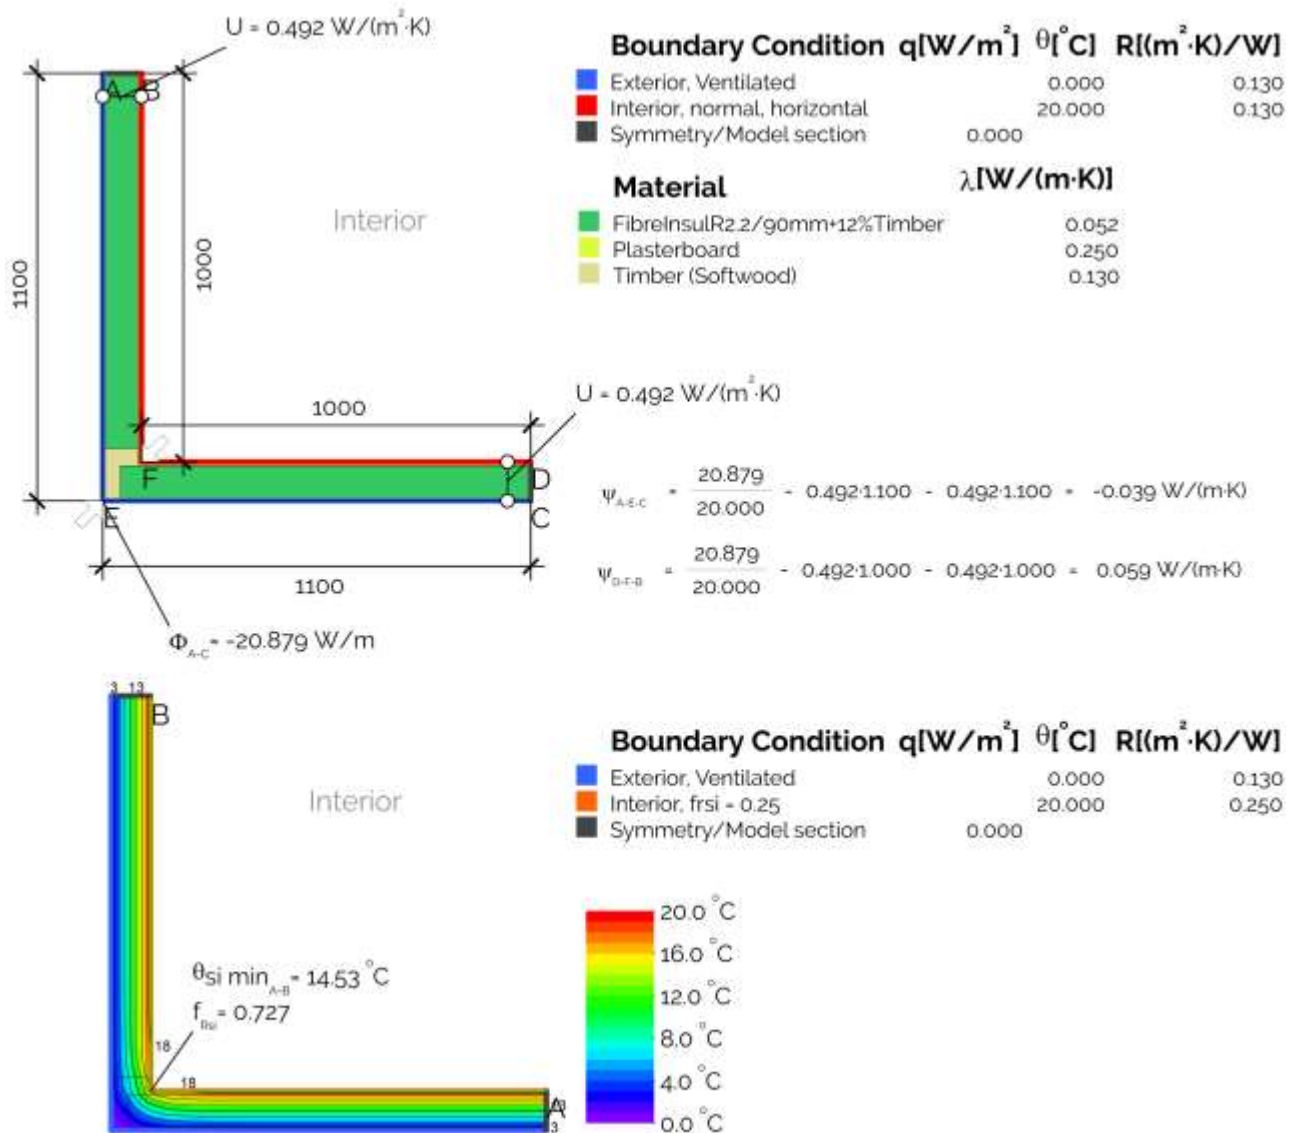 U = 0.492 W/(m²·K)
Boundary Condition q[W/m²] θ[°C] R[(m²·K)/W]
Exterior, Ventilated 0.000 0.130
Interior, normal, horizontal 20.000 0.130
Symmetry/Model section 0.000
Material λ[W/(m·K)]
FibreInsulR2.2/90mm+12%Timber 0.052
Plasterboard 0.250
Timber (Softwood) 0.130
A B
Interior
1100
1000
1000
U = 0.492 W/(m²·K)
F
D
E
C
1100
ψA-E-C = 20.879/20.000 - 0.492·1.100 - 0.492·1.100 = -0.039 W/(m·K)
ψD-F-B = 20.879/20.000 - 0.492·1.000 - 0.492·1.000 = 0.059 W/(m·K)
ΦA-C = -20.879 W/m
3 13
B
Interior
Boundary Condition q[W/m²] θ[°C] R[(m²·K)/W]
Exterior, Ventilated 0.000 0.130
Interior, frsi = 0.25 20.000 0.250
Symmetry/Model section 0.000
20.0 °C
16.0 °C
12.0 °C
8.0 °C
4.0 °C
0.0 °C
θsi minA-B = 14.53 °C
fRsi = 0.727
18
18
A
3